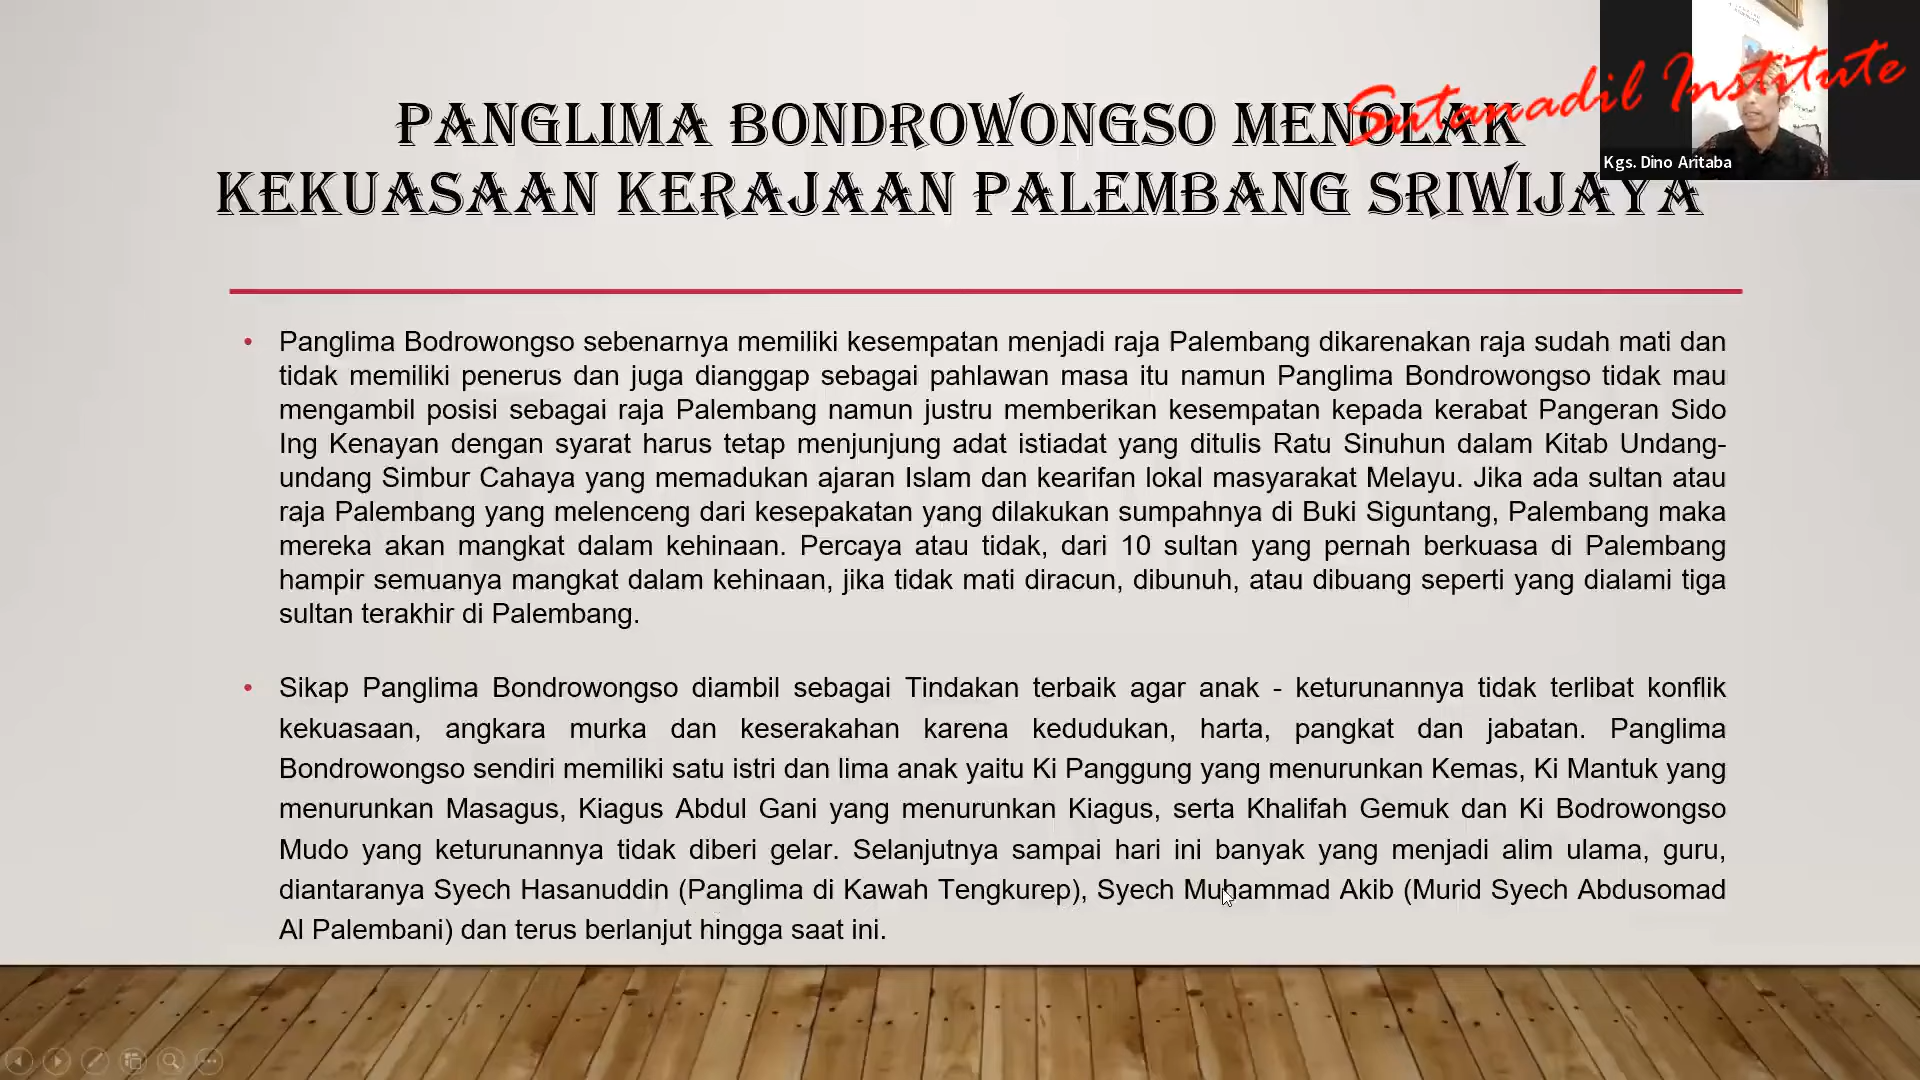 PANGLIMA BONDROWONGSO MENOLAK
KEKUASAAN KERAJAAN PALEMBANG SRIWIJAYA
Sutanadil Institute
Kgs. Dino Aritaba
• Panglima Bodrowongso sebenarnya memiliki kesempatan menjadi raja Palembang dikarenakan raja sudah mati dan
tidak memiliki penerus dan juga dianggap sebagai pahlawan masa itu namun Panglima Bondrowongso tidak mau
mengambil posisi sebagai raja Palembang namun justru memberikan kesempatan kepada kerabat Pangeran Sido
Ing Kenayan dengan syarat harus tetap menjunjung adat istiadat yang ditulis Ratu Sinuhun dalam Kitab Undang-
undang Simbur Cahaya yang memadukan ajaran Islam dan kearifan lokal masyarakat Melayu. Jika ada sultan atau
raja Palembang yang melenceng dari kesepakatan yang dilakukan sumpahnya di Buki Siguntang, Palembang maka
mereka akan mangkat dalam kehinaan. Percaya atau tidak, dari 10 sultan yang pernah berkuasa di Palembang
hampir semuanya mangkat dalam kehinaan, jika tidak mati diracun, dibunuh, atau dibuang seperti yang dialami tiga
sultan terakhir di Palembang.
• Sikap Panglima Bondrowongso diambil sebagai Tindakan terbaik agar anak - keturunannya tidak terlibat konflik
kekuasaan, angkara murka dan keserakahan karena kedudukan, harta, pangkat dan jabatan. Panglima
Bondrowongso sendiri memiliki satu istri dan lima anak yaitu Ki Panggung yang menurunkan Kemas, Ki Mantuk yang
menurunkan Masagus, Kiagus Abdul Gani yang menurunkan Kiagus, serta Khalifah Gemuk dan Ki Bodrowongso
Mudo yang keturunannya tidak diberi gelar. Selanjutnya sampai hari ini banyak yang menjadi alim ulama, guru,
diantaranya Syech Hasanuddin (Panglima di Kawah Tengkurep), Syech Muhammad Akib (Murid Syech Abdusomad
Al Palembani) dan terus berlanjut hingga saat ini.